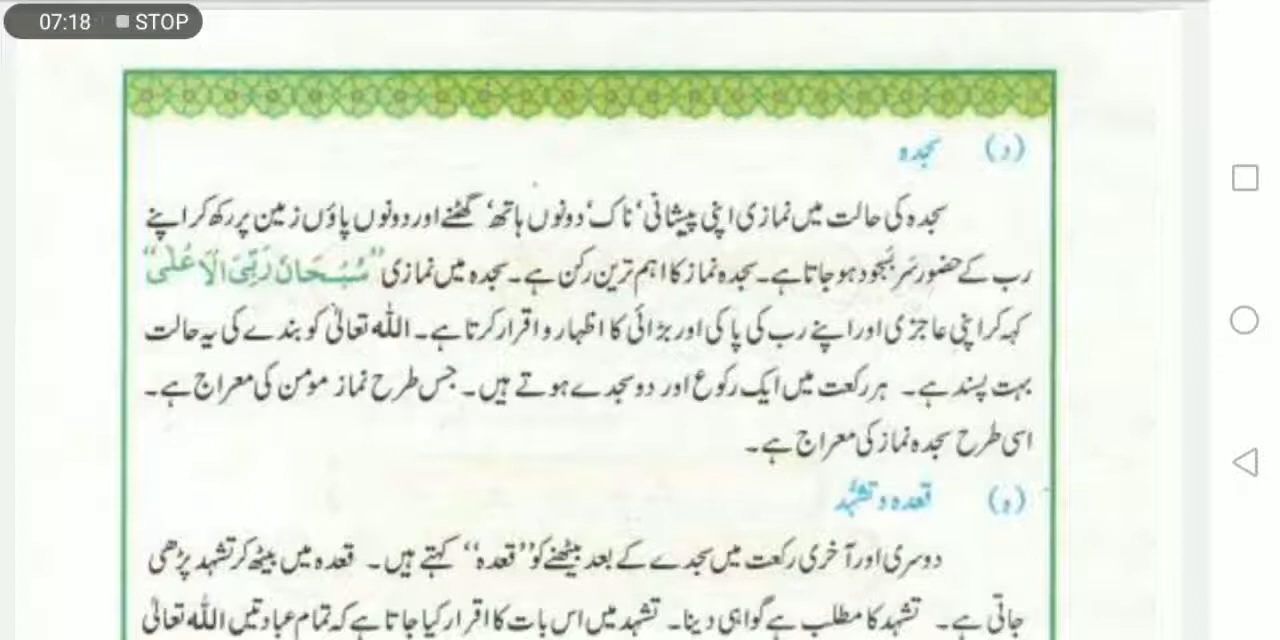 07:18 STOP
(د) سجدہ
سجدہ کی حالت میں نمازی اپنی پیشانی‘ ناک‘ دونوں ہاتھ‘ گھٹنے اور دونوں پاؤں زمین پر رکھ کر اپنے
رب کے حضور سَر بُسجود ہو جاتا ہے۔ سجدہ نماز کا اہم ترین رکن ہے۔ سجدہ میں نمازی ”سُبْحَانَ رَبِّیَ الْاَعْلٰی“
کہہ کر اپنی عاجزی اور اپنے رب کی پاکی اور بڑائی کا اظہار و اقرار کرتا ہے۔ اللہ تعالیٰ کو بندے کی یہ حالت
بہت پسند ہے۔ ہر رکعت میں ایک رکوع اور دو سجدے ہوتے ہیں۔ جس طرح نماز مومن کی معراج ہے۔
اسی طرح سجدہ نماز کی معراج ہے۔
(ہ) قعدہ و تشہّد
دوسری اور آخری رکعت میں سجدے کے بعد بیٹھنے کو ’’قعدہ‘‘ کہتے ہیں۔ قعدہ میں بیٹھ کر تشہد پڑھی
جاتی ہے۔ تشہد کا مطلب ہے گواہی دینا۔ تشہد میں اس بات کا اقرار کیا جاتا ہے کہ تمام عبادتیں اللہ تعالیٰ